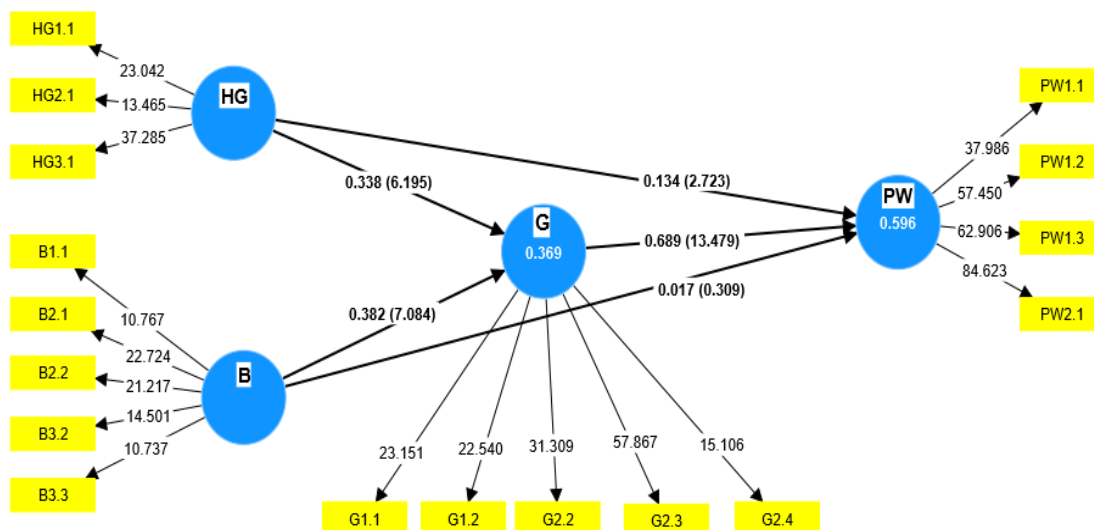 HG1.1
HG2.1
HG3.1
23.042
13.465
37.285
HG
0.338 (6.195)
0.134 (2.723)
B1.1
B2.1
B2.2
B3.2
B3.3
10.767
22.724
21.217
14.501
10.737
B
0.382 (7.084)
0.017 (0.309)
G
0.369
0.689 (13.479)
23.151
22.540
31.309
57.867
15.106
G1.1
G1.2
G2.2
G2.3
G2.4
PW
0.596
37.986
57.450
62.906
84.623
PW1.1
PW1.2
PW1.3
PW2.1